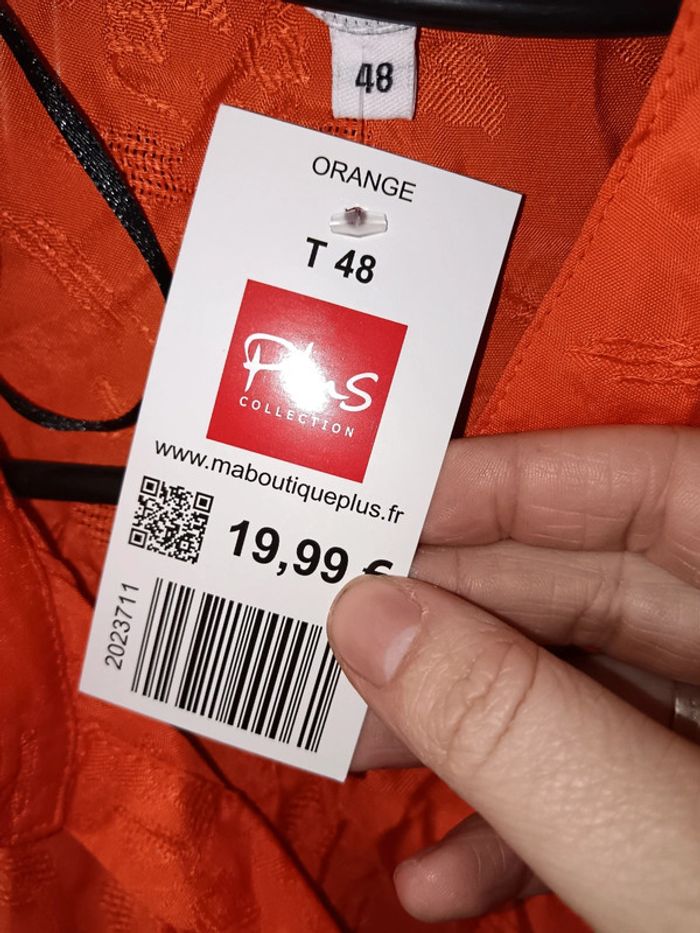 48
ORANGE
T 48
Plus
COLLECTION
www.maboutiqueplus.fr
19,99 €
2023711